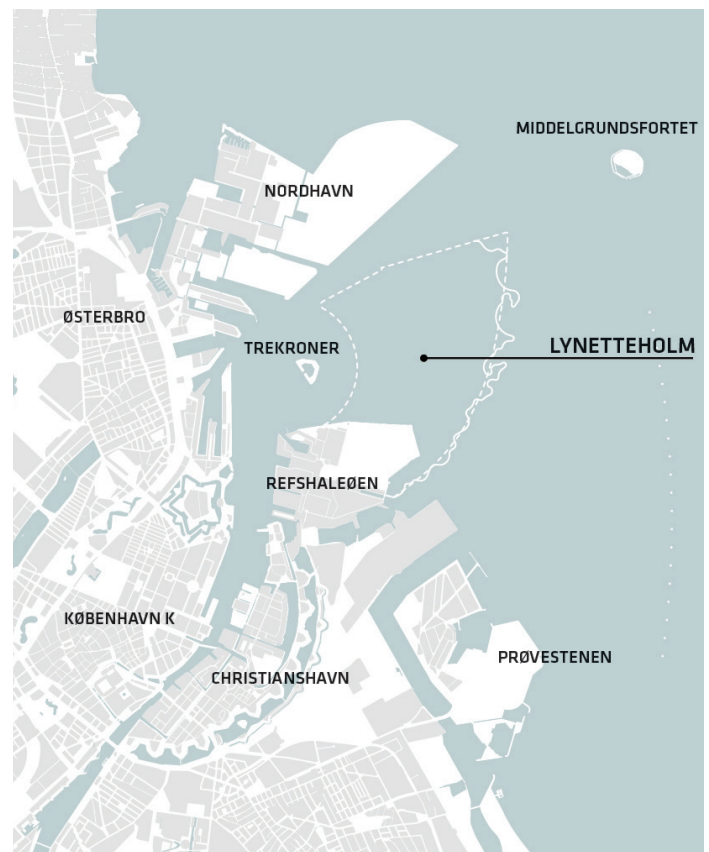 MIDDELGRUNDSFORTET
NORDHAVN
ØSTERBRO
TREKRONER
LYNETTEHOLM
REFSHALEØEN
KØBENHAVN K
CHRISTIANSHAVN
PRØVESTENEN